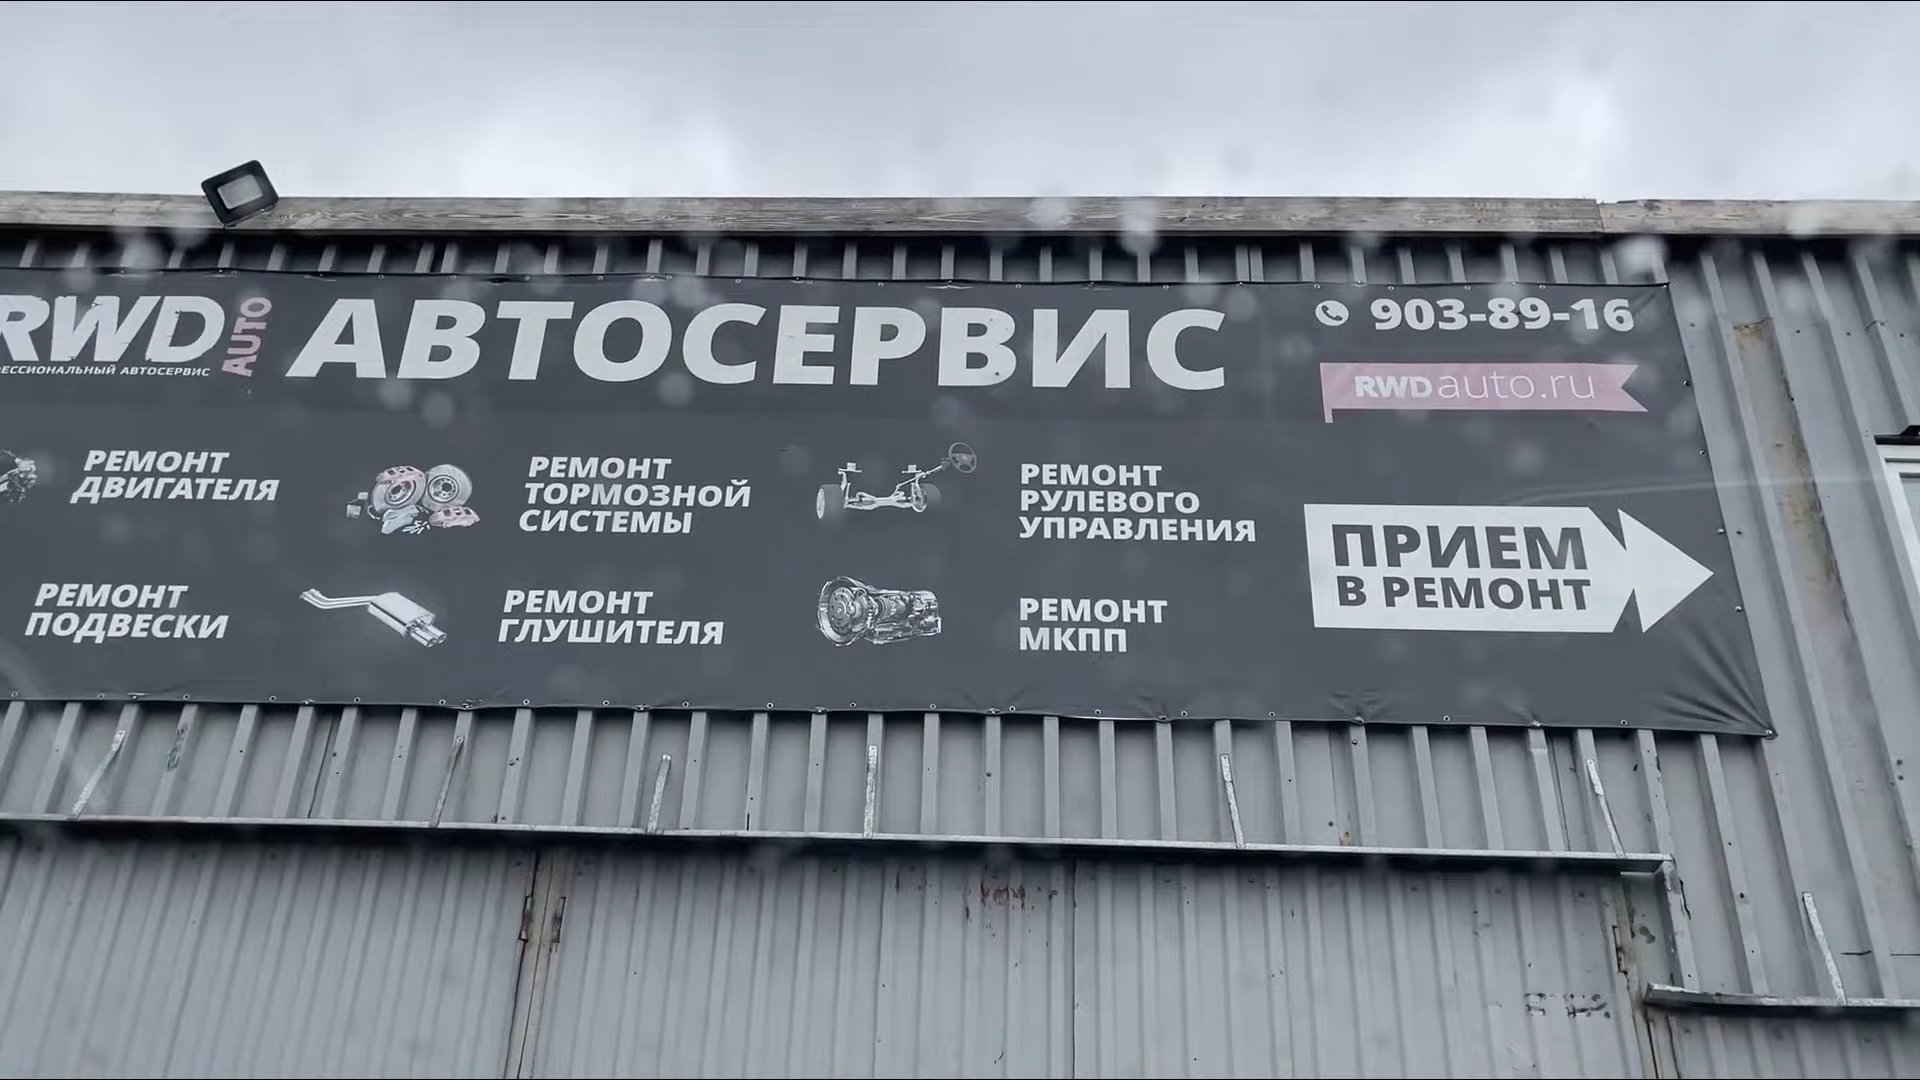 RWD AUTO
АВТОСЕРВИС
903-89-16
АВТОСЕРВИС
RWDauto.ru
РЕМОНТ
ДВИГАТЕЛЯ
РЕМОНТ
ТОРМОЗНОЙ
СИСТЕМЫ
РЕМОНТ
РУЛЕВОГО
УПРАВЛЕНИЯ
ПРИЕМ
В РЕМОНТ
РЕМОНТ
ПОДВЕСКИ
РЕМОНТ
ГЛУШИТЕЛЯ
РЕМОНТ
МКПП